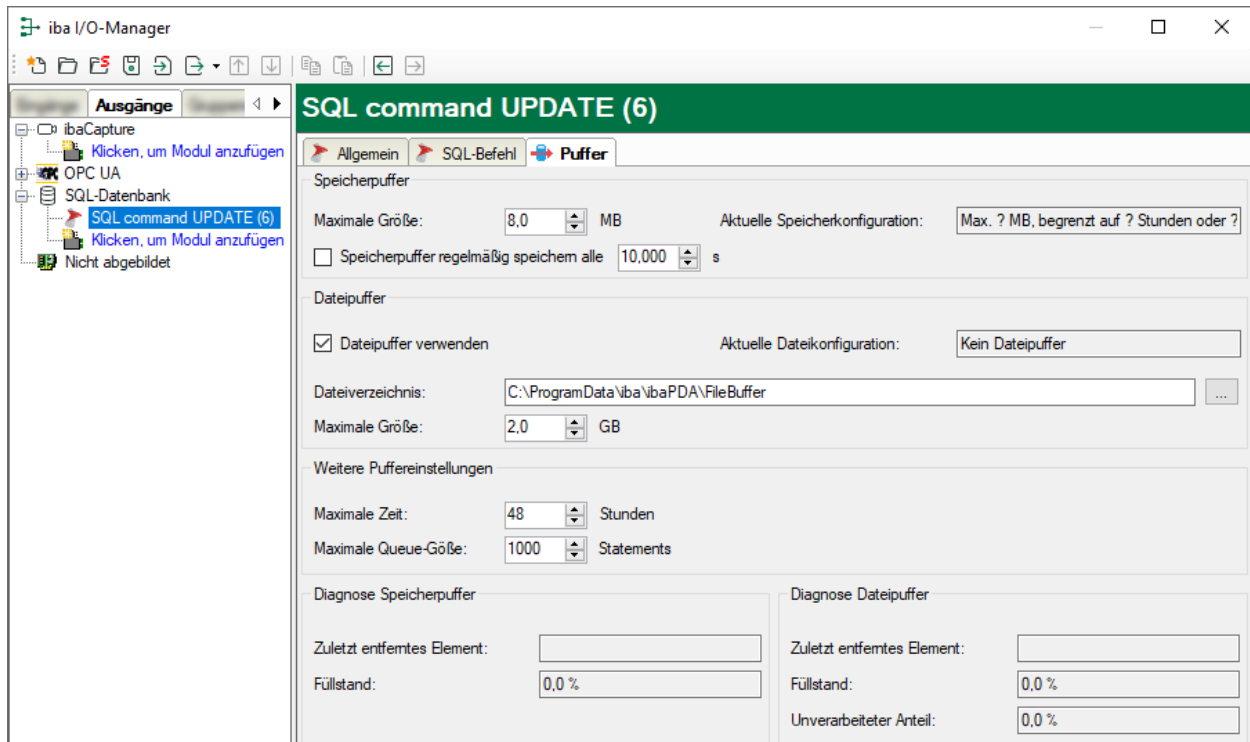 iba I/O-Manager
Ausgänge
SQL command UPDATE (6)
ibaCapture
Klicken, um Modul anzufügen
OPC UA
SQL-Datenbank
SQL command UPDATE (6)
Klicken, um Modul anzufügen
Nicht abgebildet
Allgemein SQL-Befehl Puffer
Speicherpuffer
Maximale Größe: 8,0 MB Aktuelle Speicherkonfiguration: Max. ? MB, begrenzt auf ? Stunden oder ?
Speicherpuffer regelmäßig speichern alle 10,000 s
Dateipuffer
Dateipuffer verwenden Aktuelle Dateikonfiguration: Kein Dateipuffer
Dateiverzeichnis: C:\ProgramData\iba\ibaPDA\FileBuffer ...
Maximale Größe: 2,0 GB
Weitere Puffereinstellungen
Maximale Zeit: 48 Stunden
Maximale Queue-Göße: 1000 Statements
Diagnose Speicherpuffer Diagnose Dateipuffer
Zuletzt entferntes Element: Zuletzt entferntes Element:
Füllstand: 0,0 % Füllstand: 0,0 %
Unverarbeiteter Anteil: 0,0 %